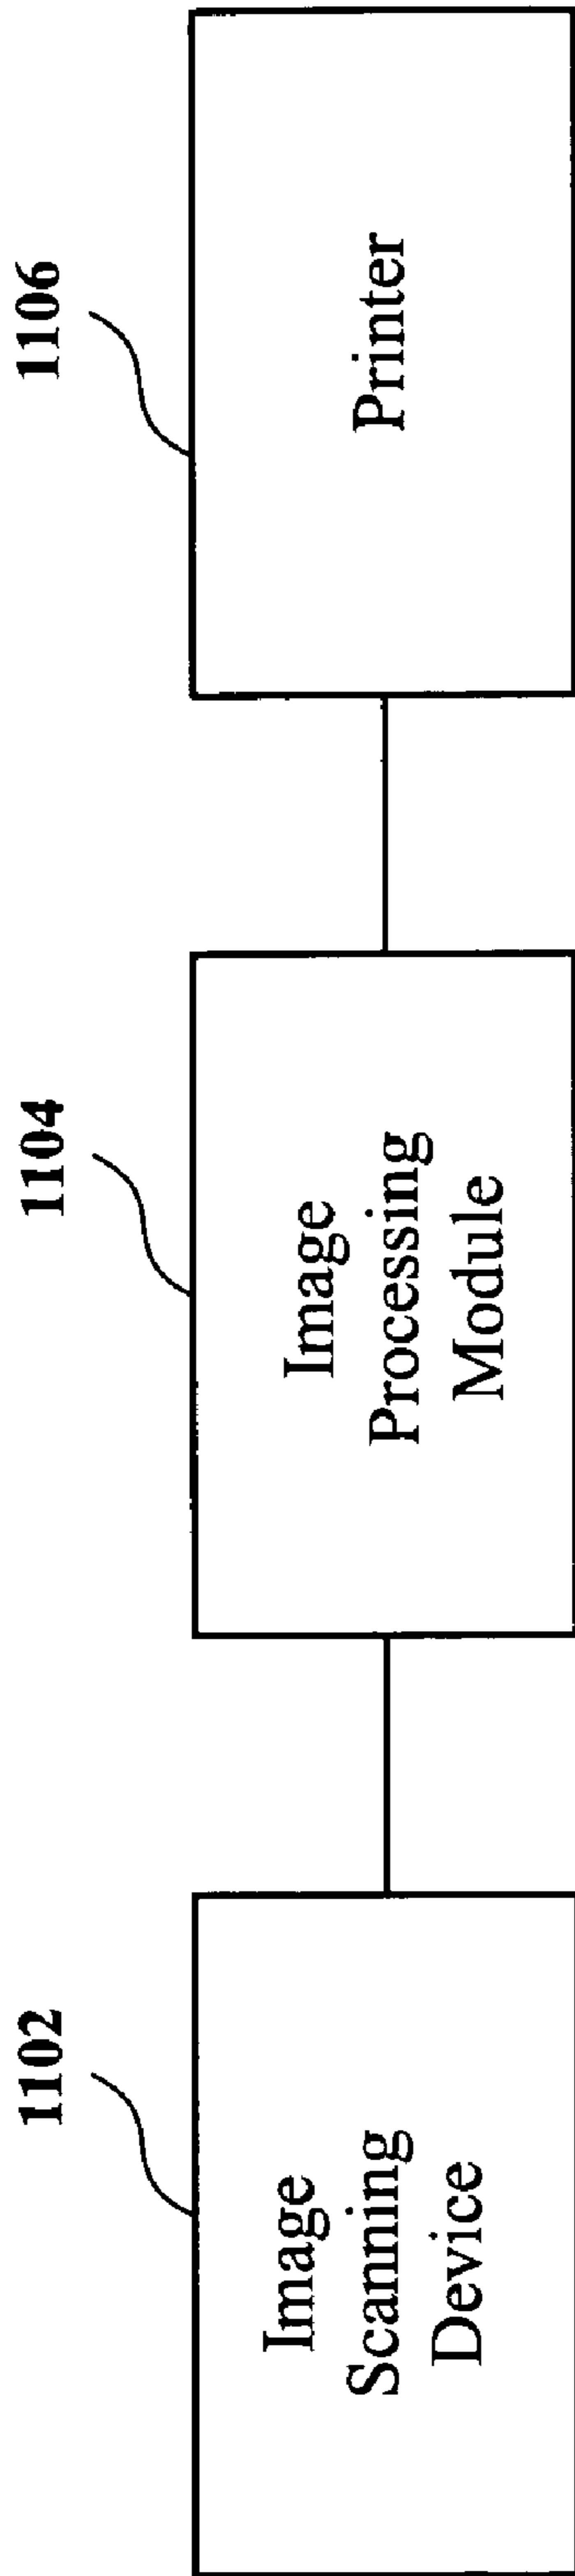 1102
Image
Scanning
Device
1104
Image
Processing
Module
1106
Printer